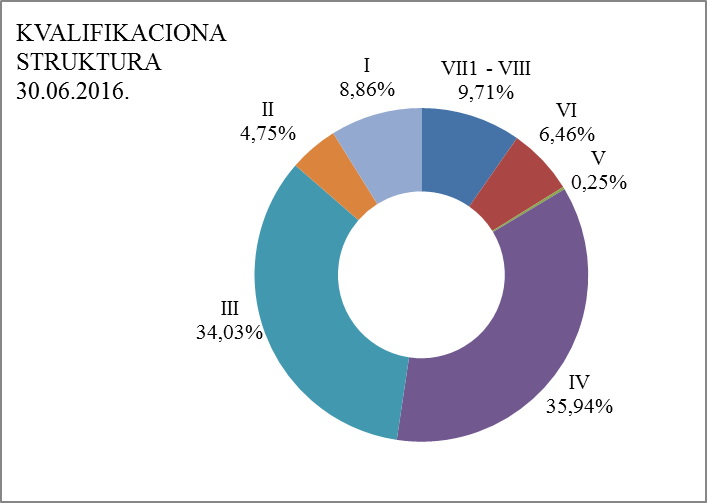 KVALIFIKACIONA
STRUKTURA
30.06.2016.
I
8,86%
VII1 - VIII
9,71%
VI
6,46%
V
0,25%
II
4,75%
III
34,03%
IV
35,94%